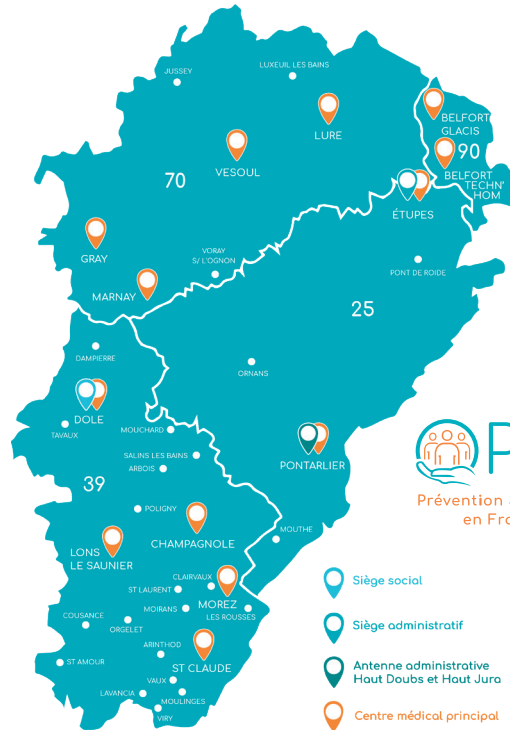 JUSSEY
LUXEUIL LES BAINS
LURE
BELFORT
GLACIS
90
BELFORT
TECHN'
HOM
VESOUL
70
ÉTUPES
GRAY
VORAY
S/ L'OGNON
PONT DE ROIDE
MARNAY
25
DAMPIERRE
ORNANS
DOLE
TAVAUX
MOUCHARD
SALINS LES BAINS
ARBOIS
PONTARLIER
39
P
Prévention
en Fra
POLIGNY
CHAMPAGNOLE
MOUTHE
LONS
LE SAUNIER
CLAIRVAUX
ST LAURENT
MOREZ
MOIRANS
LES ROUSSES
COUSANCE
ORGELET
ARINTHOD
ST CLAUDE
ST AMOUR
VAUX
LAVANCIA
MOULINGES
VIRY
Siège social
Siège administratif
Antenne administrative
Haut Doubs et Haut Jura
Centre médical principal